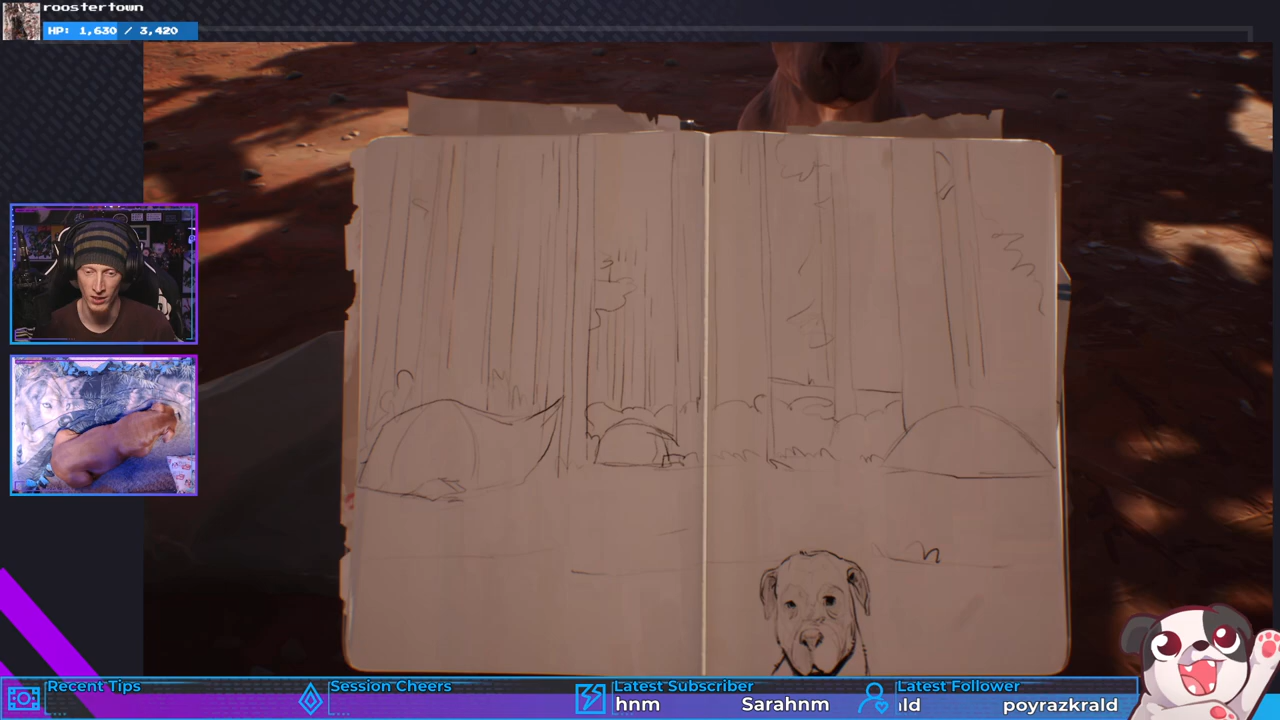 roostertown
HP: 1,630 / 3,420
Recent Tips
Session Cheers
Latest Subscriber
hnm Sarahnm
Latest Follower
ıld poyrazkrald